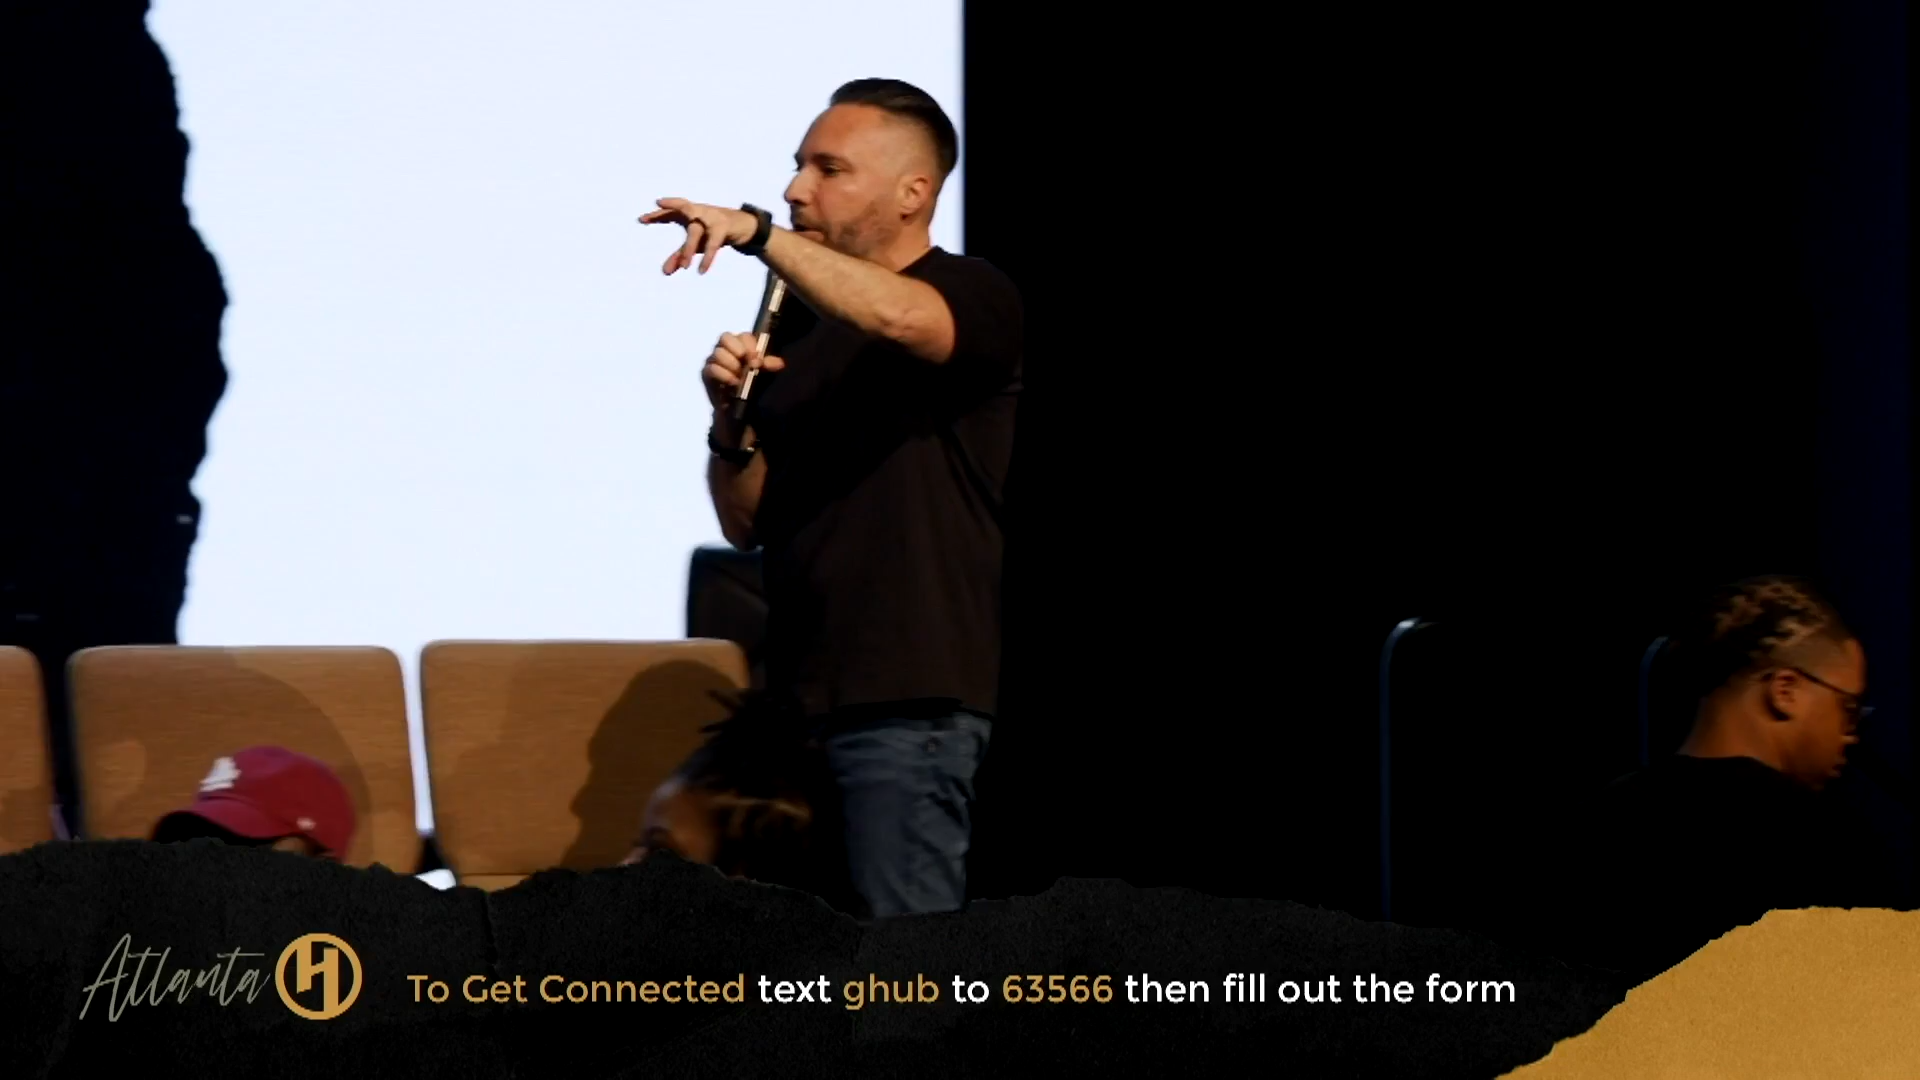 Atlanta
To Get Connected text ghub to 63566 then fill out the form